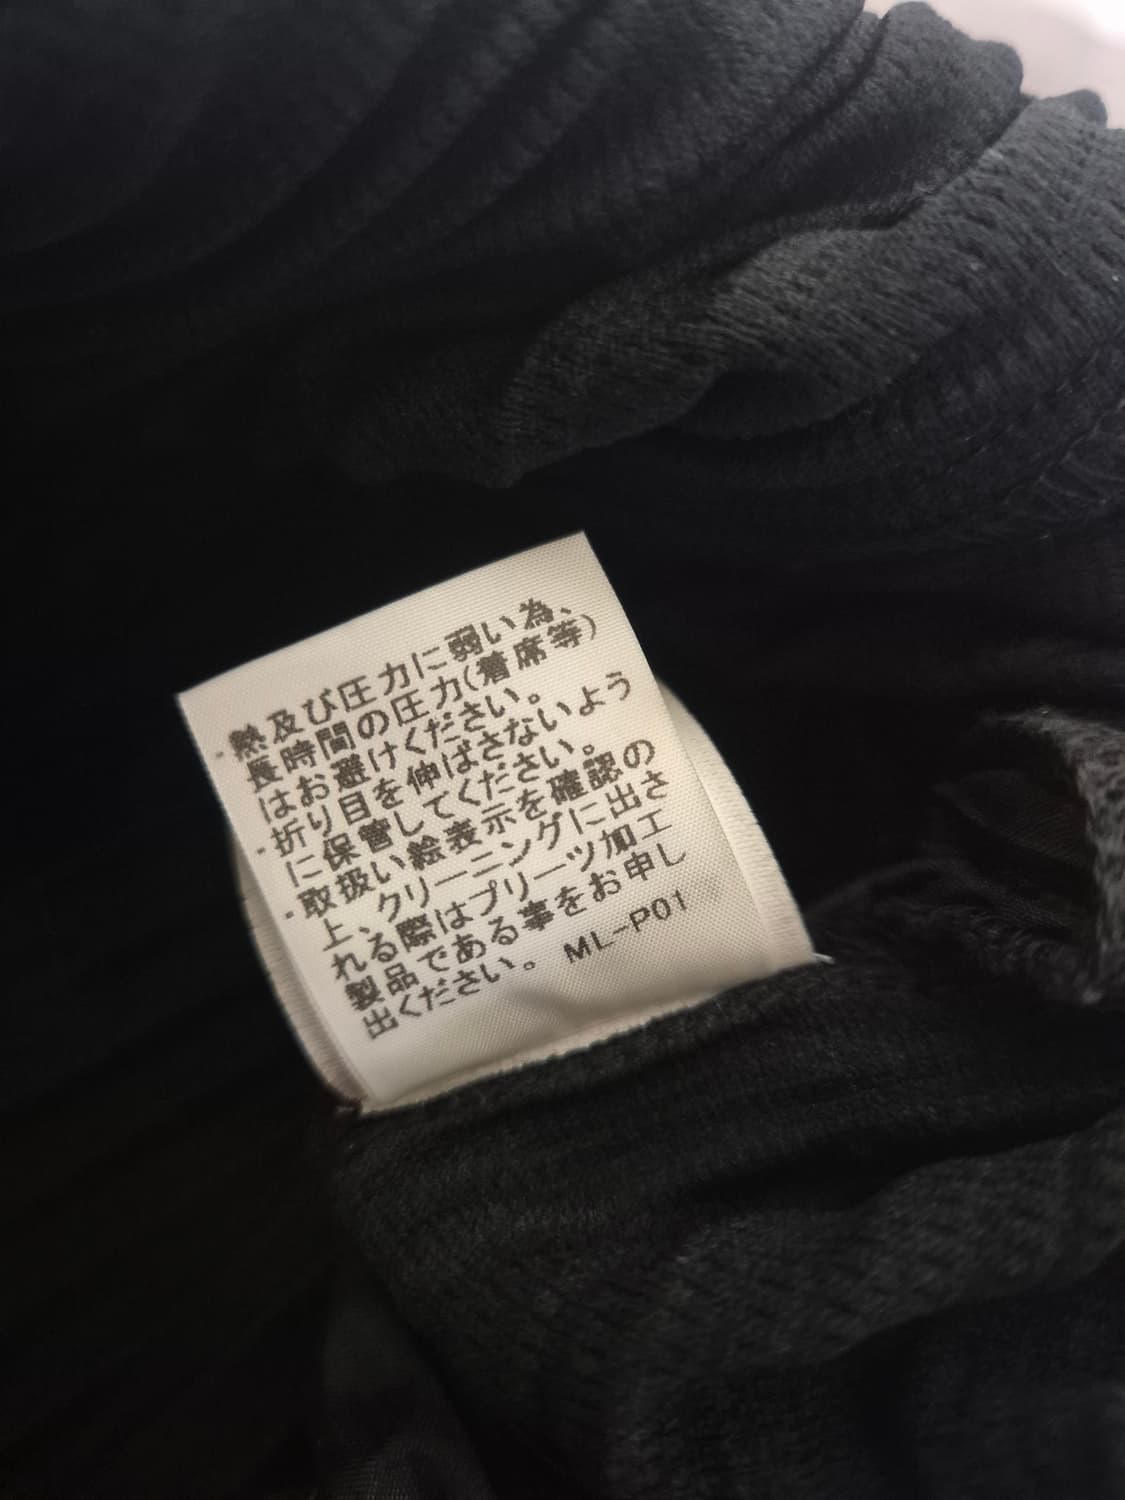 ・熱及び圧力に弱い為、
長時間の圧力(着席等)
はお避けください。
・折り目を伸ばさないよう
に保管してください。
・取扱い絵表示を確認の
上、クリーニングに出さ
れる際はプリーツ加工
製品である事をお申し
出ください。 ML-P01